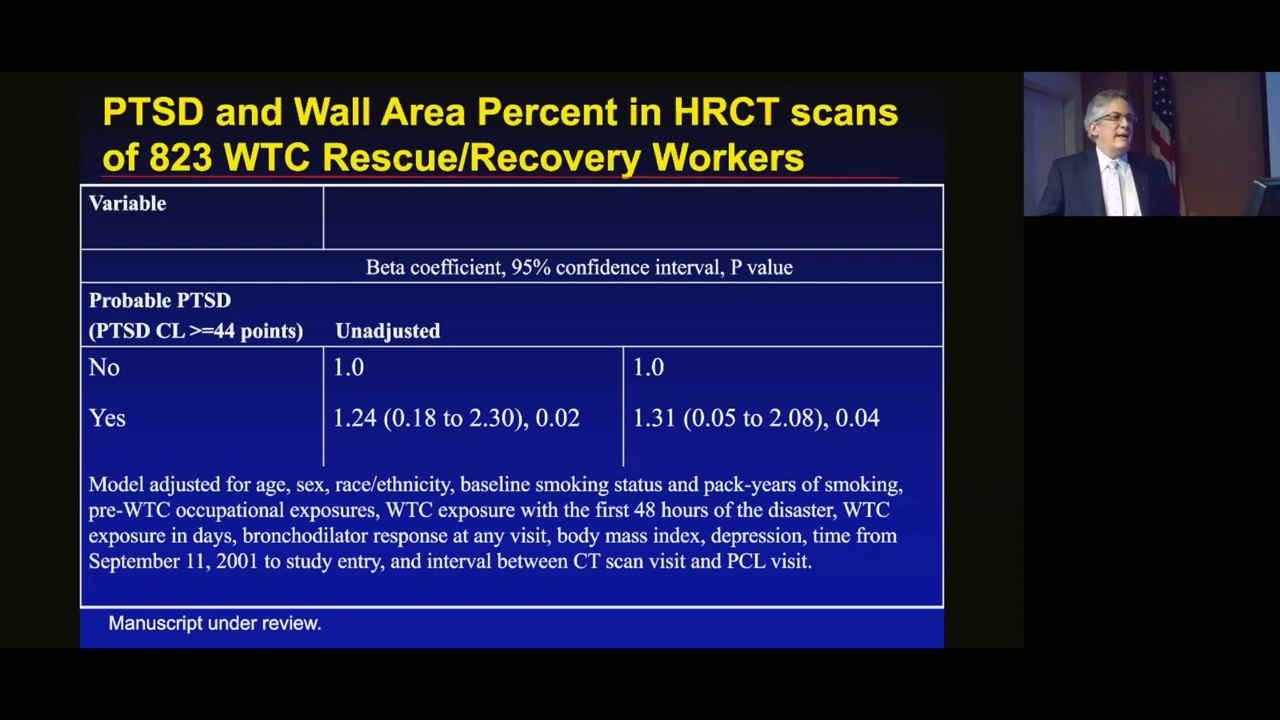 PTSD and Wall Area Percent in HRCT scans
of 823 WTC Rescue/Recovery Workers
Variable
Beta coefficient, 95% confidence interval, P value
Probable PTSD
(PTSD CL >=44 points) Unadjusted
No 1.0 1.0
Yes 1.24 (0.18 to 2.30), 0.02 1.31 (0.05 to 2.08), 0.04
Model adjusted for age, sex, race/ethnicity, baseline smoking status and pack-years of smoking,
pre-WTC occupational exposures, WTC exposure with the first 48 hours of the disaster, WTC
exposure in days, bronchodilator response at any visit, body mass index, depression, time from
September 11, 2001 to study entry, and interval between CT scan visit and PCL visit.
Manuscript under review.